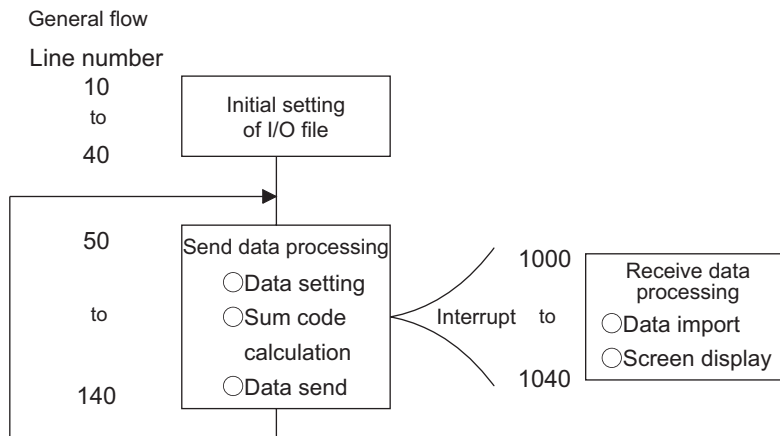 General flow
Line number
10
to
40
Initial setting
of I/O file
50
to
140
Send data processing
○Data setting
○Sum code
calculation
○Data send
Interrupt
1000
to
1040
Receive data
processing
○Data import
○Screen display